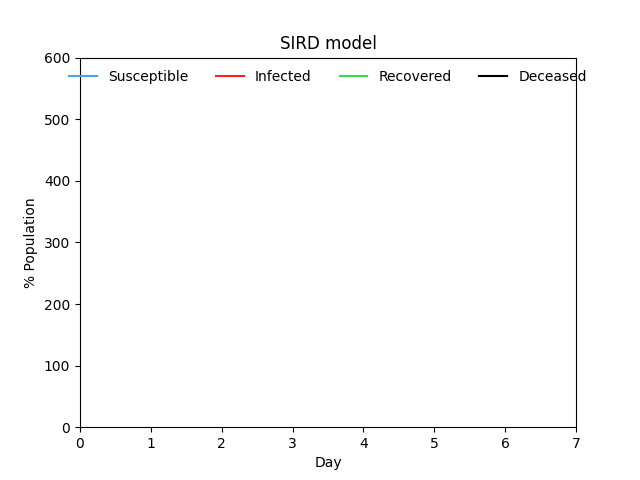 SIRD model
Susceptible Infected Recovered Deceased
600
500
400
300
200
100
0
% Population
0 1 2 3 4 5 6 7
Day